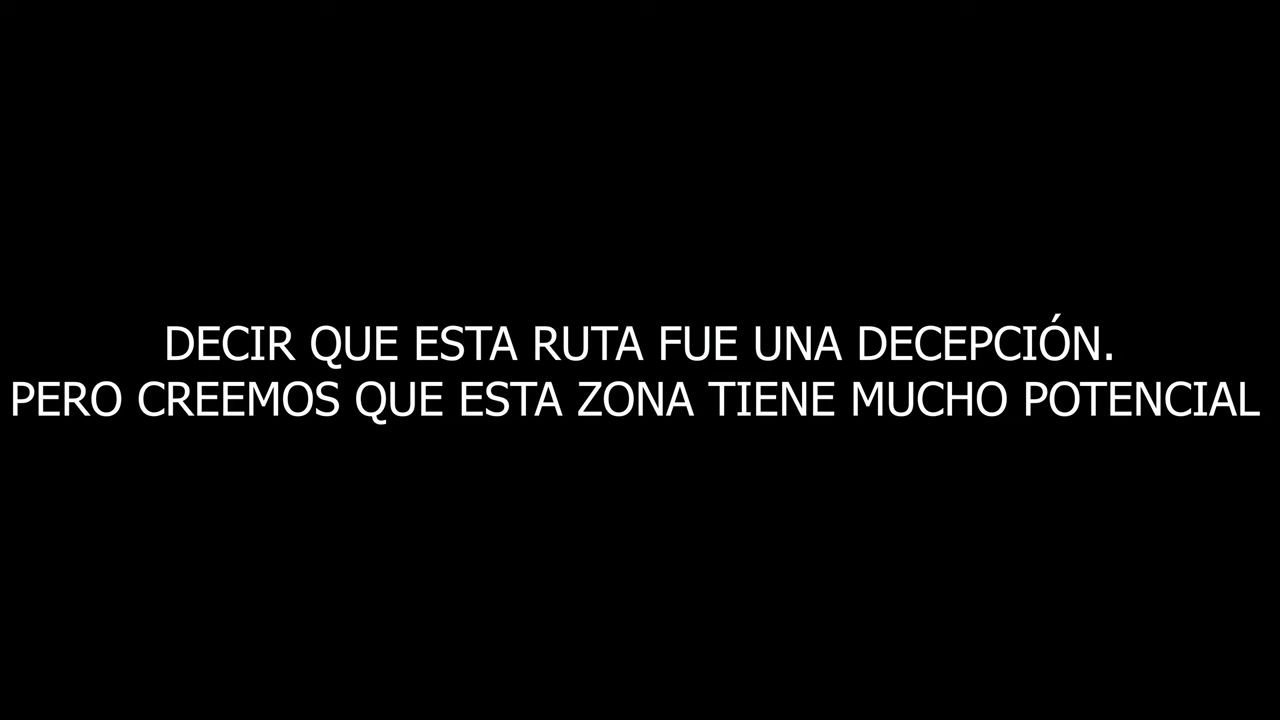 DECIR QUE ESTA RUTA FUE UNA DECEPCIÓN.
PERO CREEMOS QUE ESTA ZONA TIENE MUCHO POTENCIAL